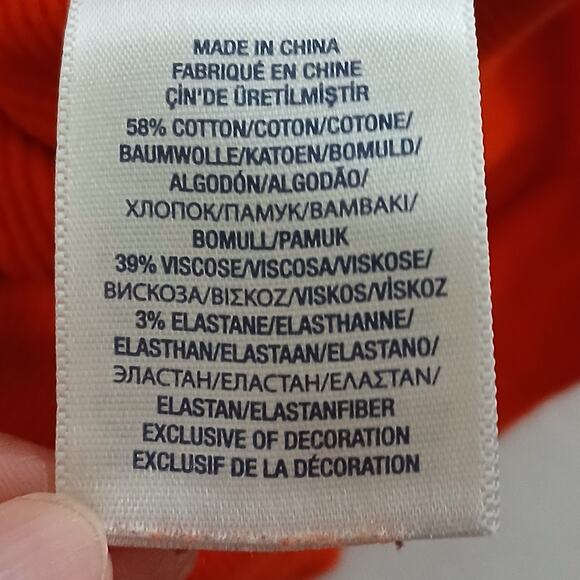 MADE IN CHINA
FABRIQUÉ EN CHINE
ÇİN'DE ÜRETİLMİŞTİR
58% COTTON/COTON/COTONE/
BAUMWOLLE/KATOEN/BOMULD/
ALGODÓN/ALGODÃO/
ХЛОПОК/ПАМУК/ΒΑΜΒΑΚΙ/
BOMULL/PAMUK
39% VISCOSE/VISCOSA/VISKOSE/
ВИСКОЗА/ΒΙΣΚΟΖ/VISKOS/VİSKOZ
3% ELASTANE/ELASTHANNE/
ELASTHAN/ELASTAAN/ELASTANO/
ЭЛАСТАН/ЕЛАСТАН/ΕΛΑΣΤΑΝ/
ELASTAN/ELASTANFIBER
EXCLUSIVE OF DECORATION
EXCLUSIF DE LA DÉCORATION